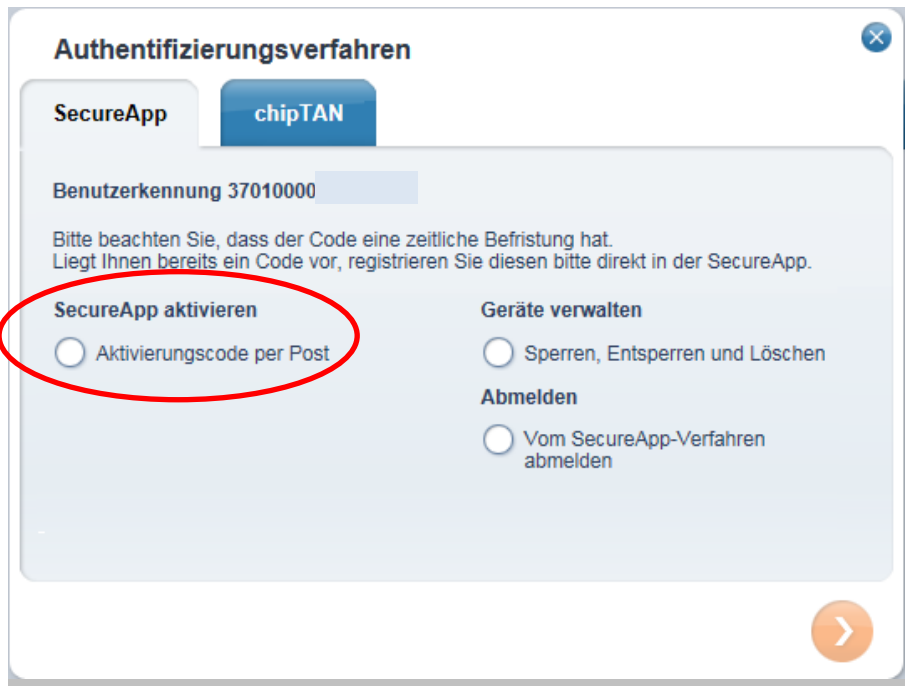 Authentifizierungsverfahren
SecureApp
chipTAN
Benutzerkennung 37010000
Bitte beachten Sie, dass der Code eine zeitliche Befristung hat.
Liegt Ihnen bereits ein Code vor, registrieren Sie diesen bitte direkt in der SecureApp.
SecureApp aktivieren
Aktivierungscode per Post
Geräte verwalten
Sperren, Entsperren und Löschen
Abmelden
Vom SecureApp-Verfahren
abmelden